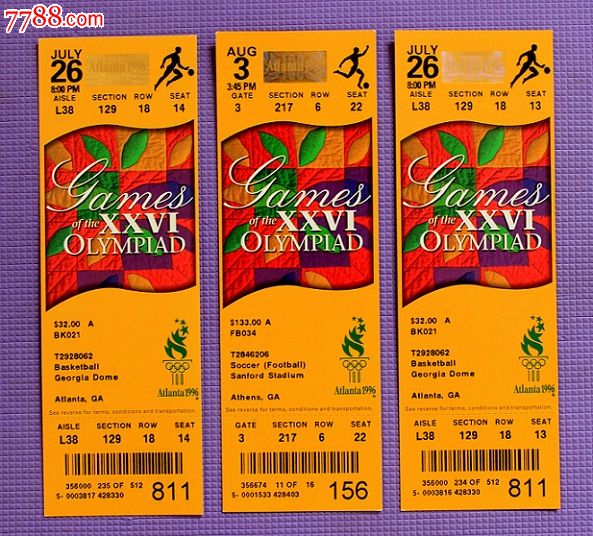 7788.com
JULY
26
8:00 PM
Atlanta 1996
AISLE SECTION ROW SEAT
L38 129 18 14
Games
of the XXVI
OLYMPIAD
$32.00 A
BK021
T2928062
Basketball
Georgia Dome
Atlanta, GA
100
Atlanta 1996
See reverse for terms, conditions and transportation.
AISLE SECTION ROW SEAT
L38 129 18 14
356000 235 OF 512
5- 0003817 428330
811
AUG
3
3:45 PM
Atlanta 1996
GATE SECTION ROW SEAT
3 217 6 22
Games
of the XXVI
OLYMPIAD
$133.00 A
FB034
T2846206
Soccer (Football)
Sanford Stadium
Athens, GA
100
Atlanta 1996
See reverse for terms, conditions and transportation.
GATE SECTION ROW SEAT
3 217 6 22
356674 11 OF 16
5- 0001533 428403
156
JULY
26
8:00 PM
AISLE SECTION ROW SEAT
L38 129 18 13
Games
of the XXVI
OLYMPIAD
$32.00 A
BK021
T2928062
Basketball
Georgia Dome
Atlanta, GA
100
Atlanta 1996
See reverse for terms, conditions and transportation.
AISLE SECTION ROW SEAT
L38 129 18 13
356000 234 OF 512
5- 0003816 428330
811